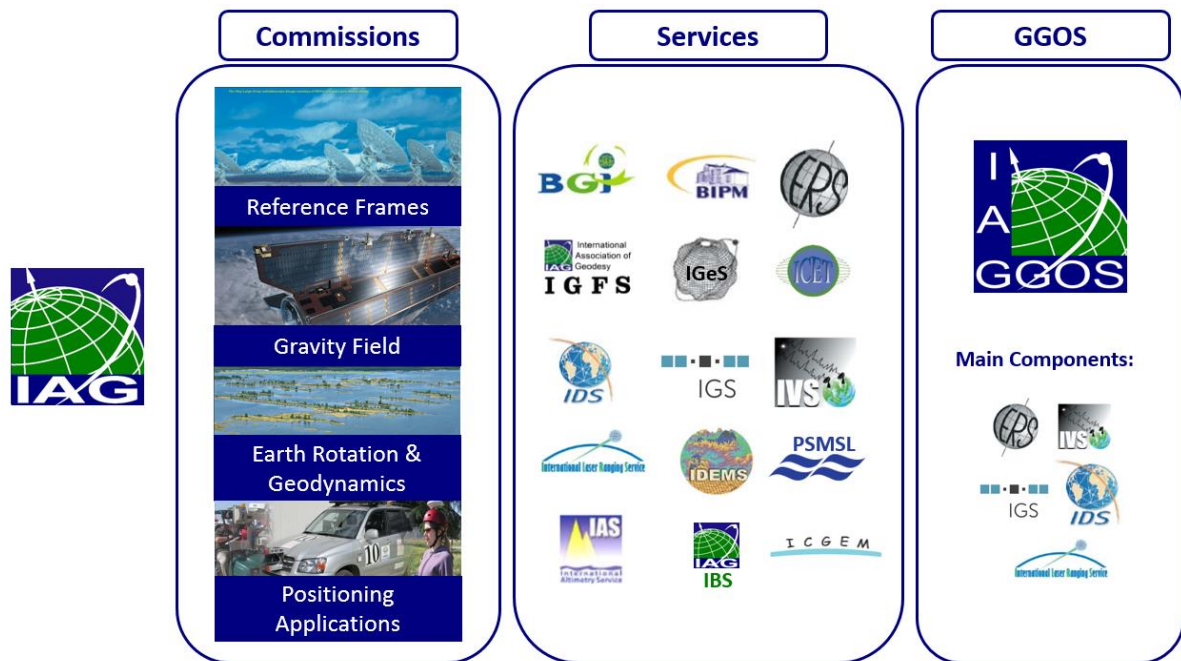 Commissions
Services
GGOS
IAG
Reference Frames
Gravity Field
Earth Rotation &
Geodynamics
10
Positioning
Applications
BGi
BIPM
IERS
International
Association of
Geodesy
IAG
IGFS
IGeS
ICET
IDS
IGS
IVS
International Laser Ranging Service
IDEMS
PSMSL
IAS
International
Altimetry Service
IAG
IBS
ICGEM
I
A
GGOS
Main Components:
IERS
IVS
IGS
IDS
International Laser Ranging Service